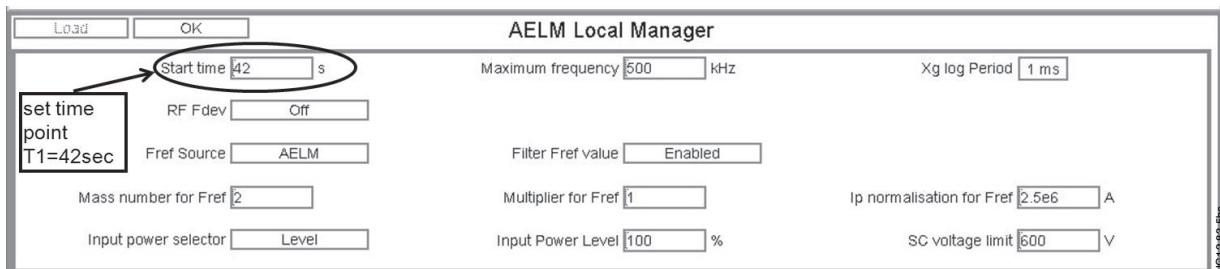 Load OK AELM Local Manager
Start time 42 s Maximum frequency 500 kHz Xg log Period 1 ms
set time
point
T1=42sec
RF Fdev Off
Fref Source AELM Filter Fref value Enabled
Mass number for Fref 2 Multiplier for Fref 1 Ip normalisation for Fref 2.5e6 A
Input power selector Level Input Power Level 100 % SC voltage limit 600 V